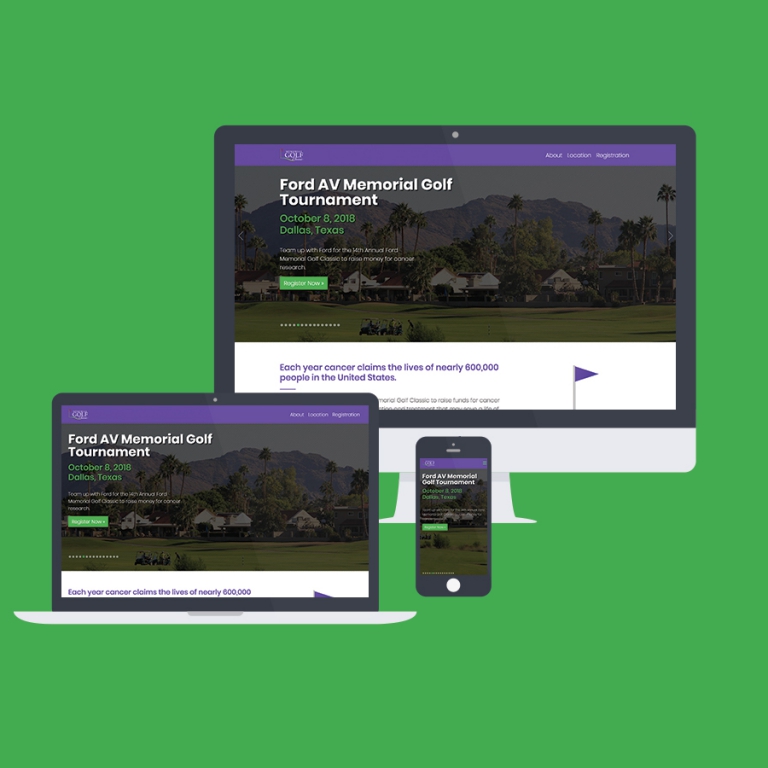 GOLF
About Location Registration
Ford AV Memorial Golf
Tournament
October 8, 2018
Dallas, Texas
Team up with Ford for the 14th Annual Ford
Memorial Golf Classic to raise money for cancer
research.
Register Now »
Each year cancer claims the lives of nearly 600,000
people in the United States.
morial Golf Classic to raise funds for cancer
GOLF
About Location Registration
Ford AV Memorial Golf
Tournament
October 8, 2018
Dallas, Texas
Team up with Ford for the 14th Annual Ford
Memorial Golf Classic to raise money for cancer
research.
Register Now »
Each year cancer claims the lives of nearly 600,000
Ford AV Memorial
Golf Tournament
October 8, 2018
Dallas, Texas
Register Now »